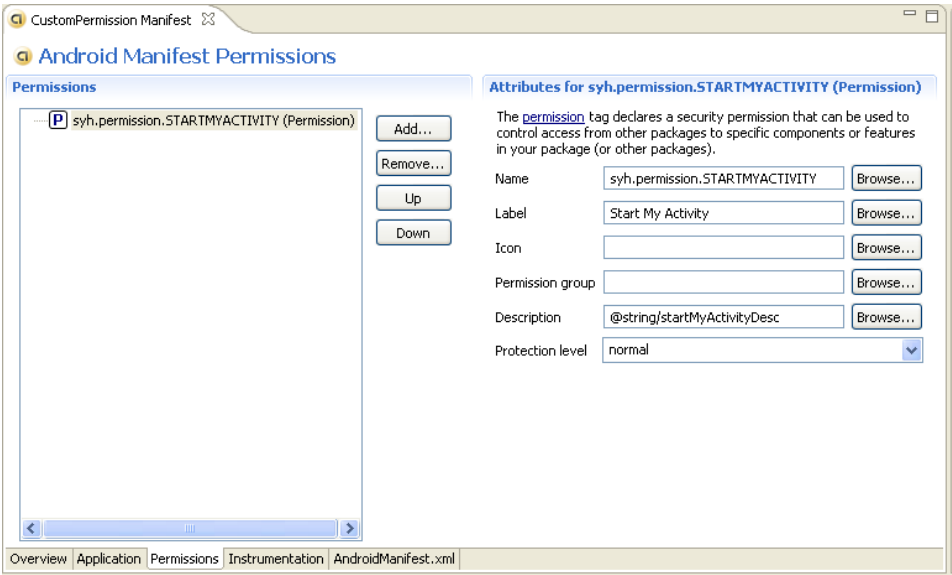 CustomPermission Manifest
Android Manifest Permissions
Permissions
P syh.permission.STARTMYACTIVITY (Permission)
Add...
Remove...
Up
Down
Attributes for syh.permission.STARTMYACTIVITY (Permission)
The permission tag declares a security permission that can be used to
control access from other packages to specific components or features
in your package (or other packages).
Name syh.permission.STARTMYACTIVITY Browse...
Label Start My Activity Browse...
Icon Browse...
Permission group Browse...
Description @string/startMyActivityDesc Browse...
Protection level normal
Overview Application Permissions Instrumentation AndroidManifest.xml